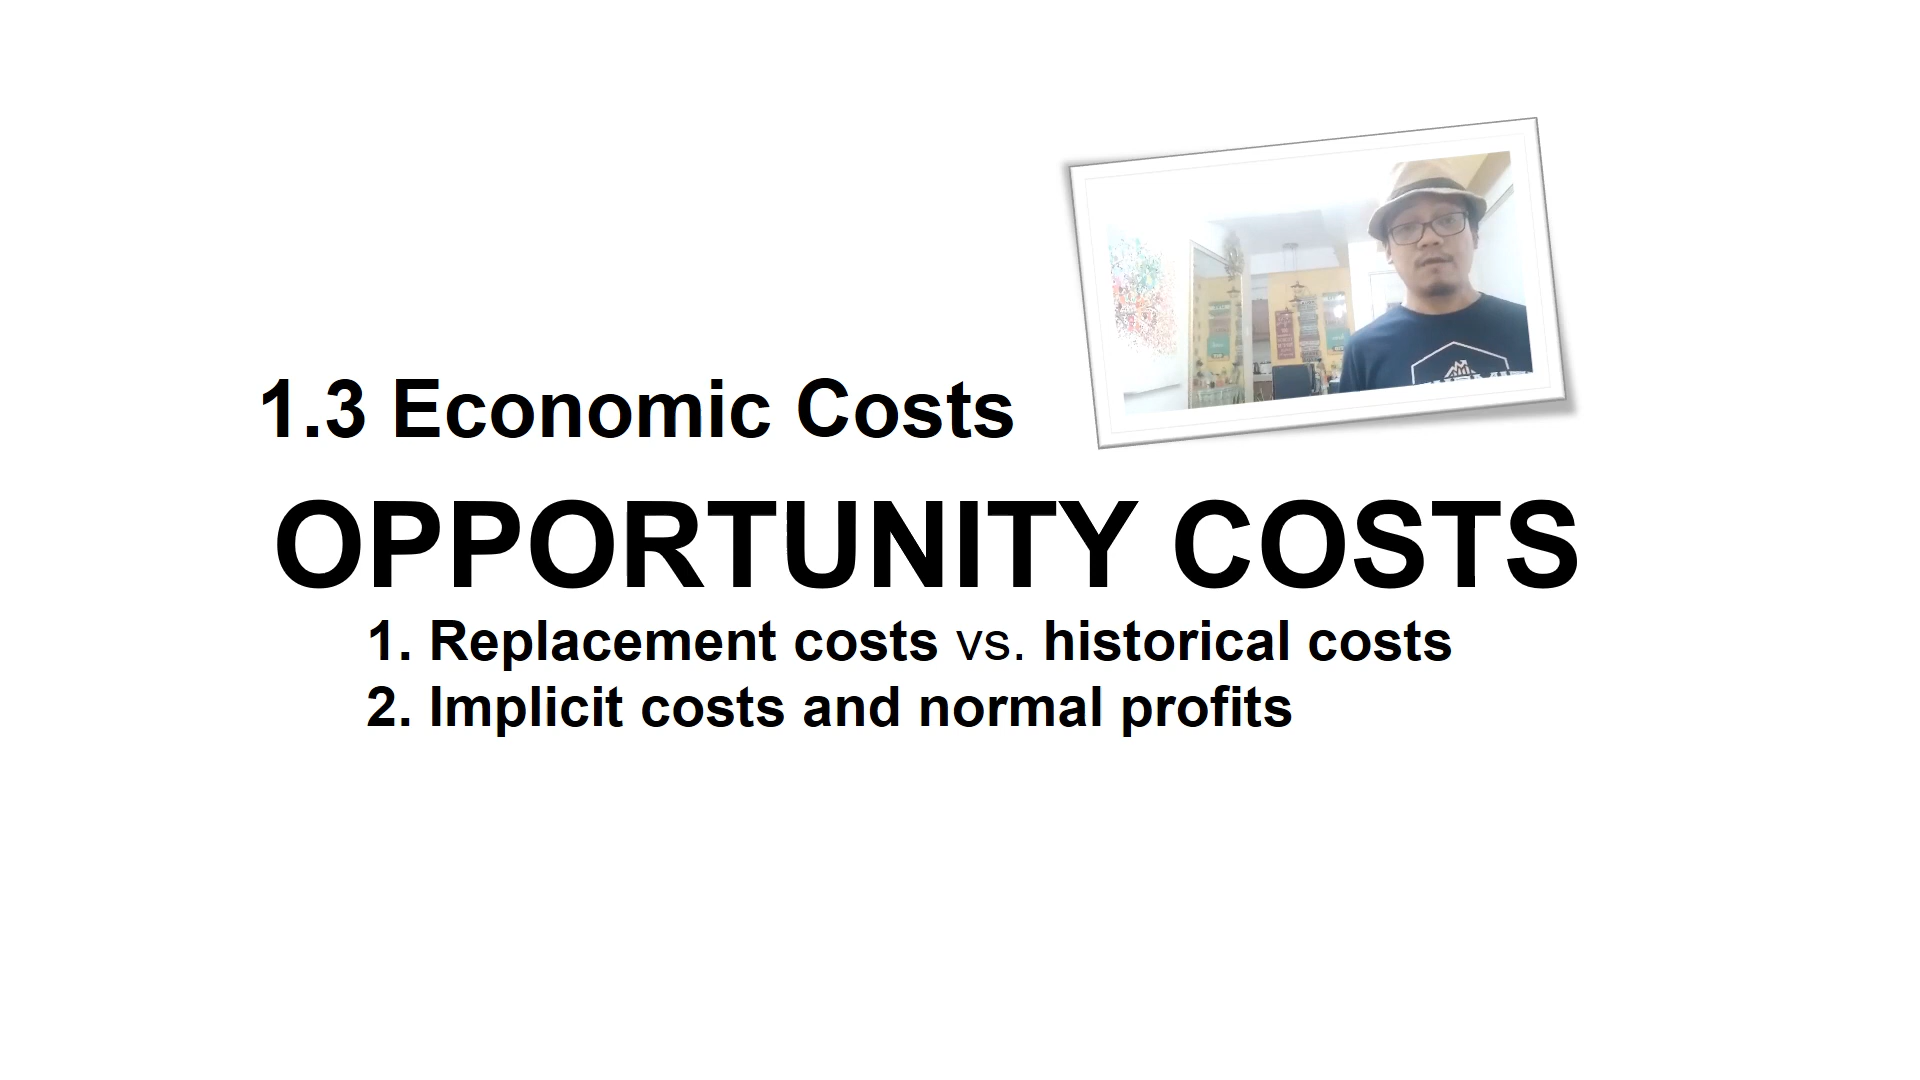 1.3 Economic Costs
OPPORTUNITY COSTS
1. Replacement costs vs. historical costs
2. Implicit costs and normal profits